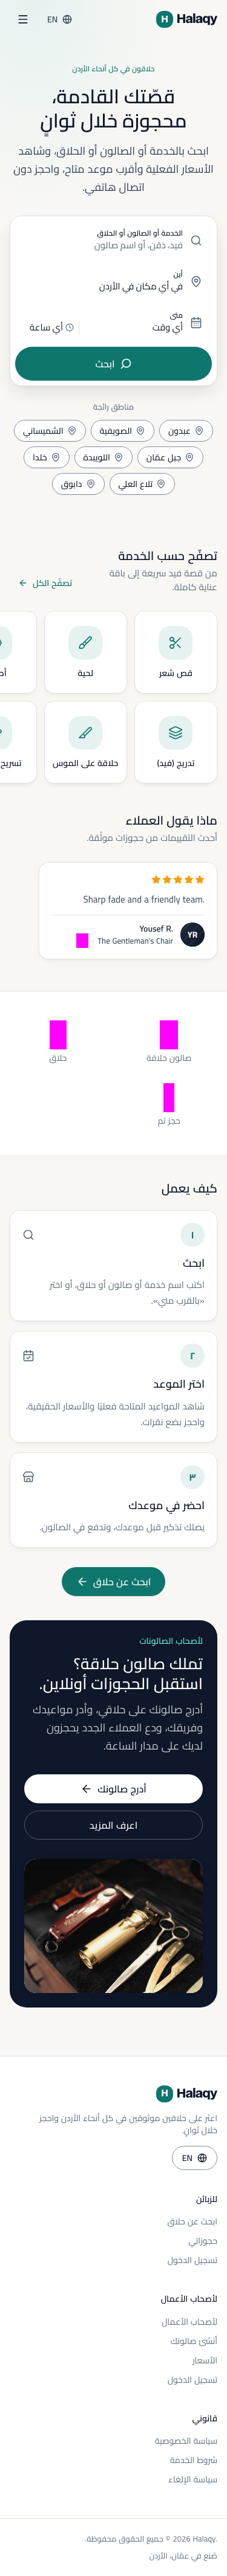 Halaqy
EN
حلاقون في كل أنحاء الأردن
قصّتك القادمة،
محجوزة خلال ثوانٍ
ابحث بالخدمة أو الصالون أو الحلاق، وشاهد
الأسعار الحقيقية وأقرب موعد متاح، واحجز دون
اتصال هاتفي.
الخدمة أو الصالون أو الحلاق
فيد، ذقن، أو اسم صالون
أين
في أي مكان في الأردن
متى
أي وقت
أي ساعة
ابحث
مناطق رائجة
عبدون
الصويفية
الشميساني
جبل عمّان
اللويبدة
خلدا
تلاع العلي
دابوق
تصفّح حسب الخدمة
من قصة فيد سريعة إلى باقة
عناية كاملة.
تصفّح الكل
قص شعر
لحية
تدريج (فيد)
حلاقة على الموس
تسريح
ماذا يقول العملاء
أحدث التقييمات من حجوزات موثّقة.
Sharp fade and a friendly team.
YR
Yousef R.
The Gentleman's Chair
صالون حلاقة
حلاق
حجز تم
كيف يعمل
١
ابحث
اكتب اسم خدمة أو صالون أو حلاق، أو اختر
«بالقرب مني».
٢
اختر الموعد
شاهد المواعيد المتاحة فعليًا والأسعار الحقيقية،
واحجز بضع نقرات.
٣
احضر في موعدك
يصلك تذكير قبل موعدك، وتدفع في الصالون.
ابحث عن حلاق
لأصحاب الصالونات
تملك صالون حلاقة؟
استقبل الحجوزات أونلاين.
أدرج صالونك على حلاقي، وأدر مواعيدك
وفريقك، ودع العملاء الجدد يحجزون
لديك على مدار الساعة.
أدرج صالونك
اعرف المزيد
Halaqy
اعثر على حلاقين موثوقين في كل أنحاء الأردن واحجز
خلال ثوانٍ.
EN
للزبائن
ابحث عن حلاق
حجوزاتي
تسجيل الدخول
لأصحاب الأعمال
لأصحاب الأعمال
أنشئ صالونك
الأسعار
تسجيل الدخول
قانوني
سياسة الخصوصية
شروط الخدمة
سياسة الإلغاء
© 2026 Halaqy. جميع الحقوق محفوظة.
صُنع في عمّان، الأردن